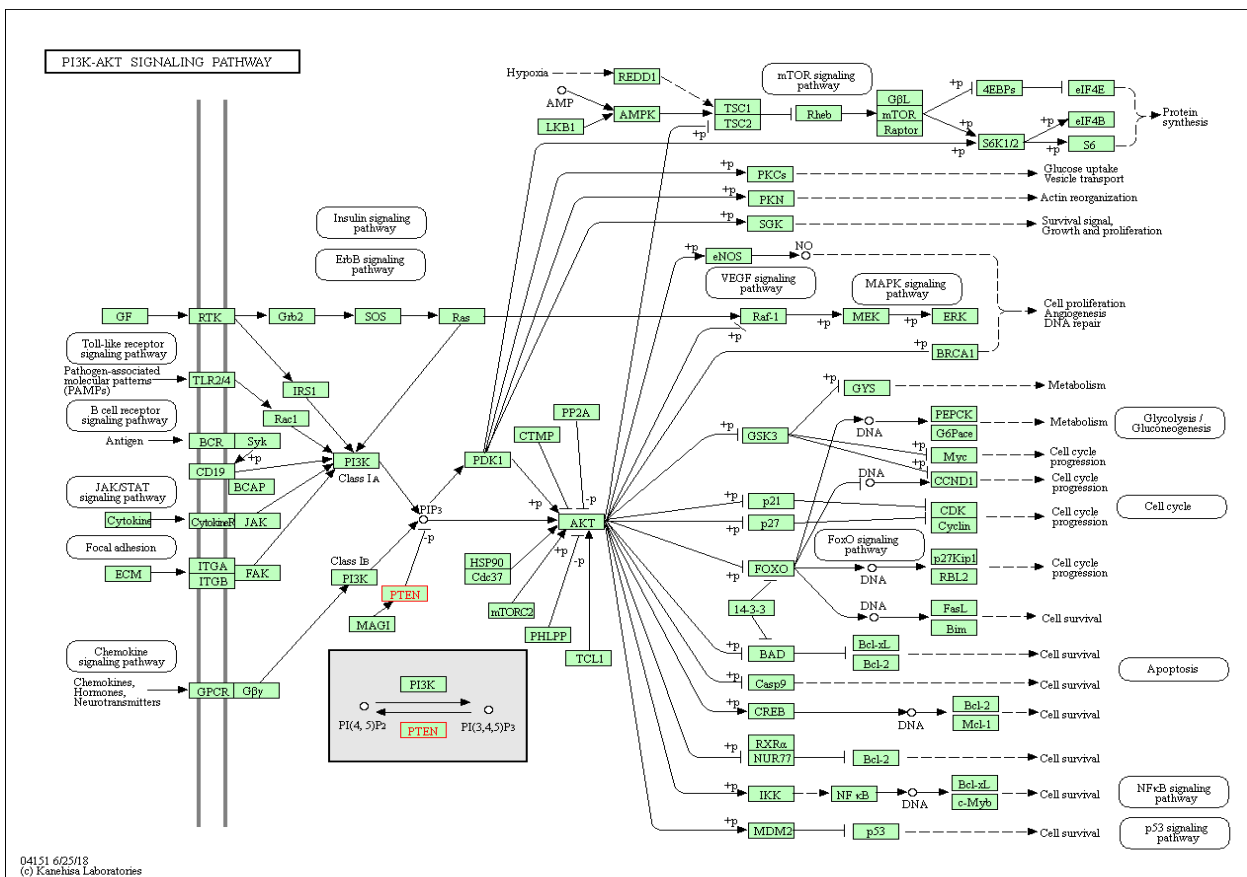 PI3K-AKT SIGNALING PATHWAY
Hypoxia
REDD1
AMP
LKB1
AMPK
TSC1
TSC2
+p
Rheb
mTOR signaling
pathway
GβL
mTOR
Raptor
+p
4EBPs
eIF4E
+p
+p
S6K1/2
+p
eIF4B
+p
S6
Protein
synthesis
+p
PKCs
Glucose uptake
Vesicle transport
+p
PKN
Actin reorganization
+p
SGK
Survival signal,
Growth and proliferation
Insulin signaling
pathway
ErbB signaling
pathway
+p
eNOS
NO
VEGF signaling
pathway
MAPK signaling
pathway
GF
RTK
Grb2
SOS
Ras
Raf-1
+p
+p
MEK
+p
ERK
Cell proliferation
Angiogenesis
DNA repair
+p
BRCA1
Toll-like receptor
signaling pathway
Pathogen-associated
molecular patterns
(PAMPs)
TLR2/4
IRS1
Rac1
B cell receptor
signaling pathway
Antigen
BCR
Syk
+p
CD19
BCAP
PI3K
Class IA
JAK/STAT
signaling pathway
Cytokine
CytokineR
JAK
Focal adhesion
ECM
ITGA
ITGB
FAK
Chemokine
signaling pathway
Chemokines,
Hormones,
Neurotransmitters
GPCR
Gβγ
Class IB
PI3K
PIP3
-p
PTEN
MAGI
PDK1
CTMP
PP2A
+p
-p
AKT
HSP90
Cdc37
mTORC2
+p
PHLPP
-p
TCL1
PI3K
PI(4, 5)P2
PI(3,4,5)P3
PTEN
+p
GYS
Metabolism
+p
GSK3
DNA
PEPCK
G6Pace
Metabolism
Glycolysis /
Gluconeogenesis
+p
Myc
Cell cycle
progression
DNA
+p
CCND1
Cell cycle
progression
+p
p21
+p
p27
CDK
Cyclin
Cell cycle
progression
Cell cycle
FoxO signaling
pathway
+p
FOXO
DNA
p27Kip1
RBL2
Cell cycle
progression
14-3-3
DNA
FasL
Bim
Cell survival
+p
BAD
Bcl-xL
Bcl-2
Cell survival
Apoptosis
+p
Casp9
Cell survival
+p
CREB
DNA
Bcl-2
Mcl-1
Cell survival
+p
RXRα
NUR77
Bcl-2
Cell survival
+p
IKK
NFκB
DNA
Bcl-xL
c-Myb
Cell survival
NFκB signaling
pathway
+p
MDM2
p53
Cell survival
p53 signaling
pathway
04151 6/25/18
(c) Kanehisa Laboratories